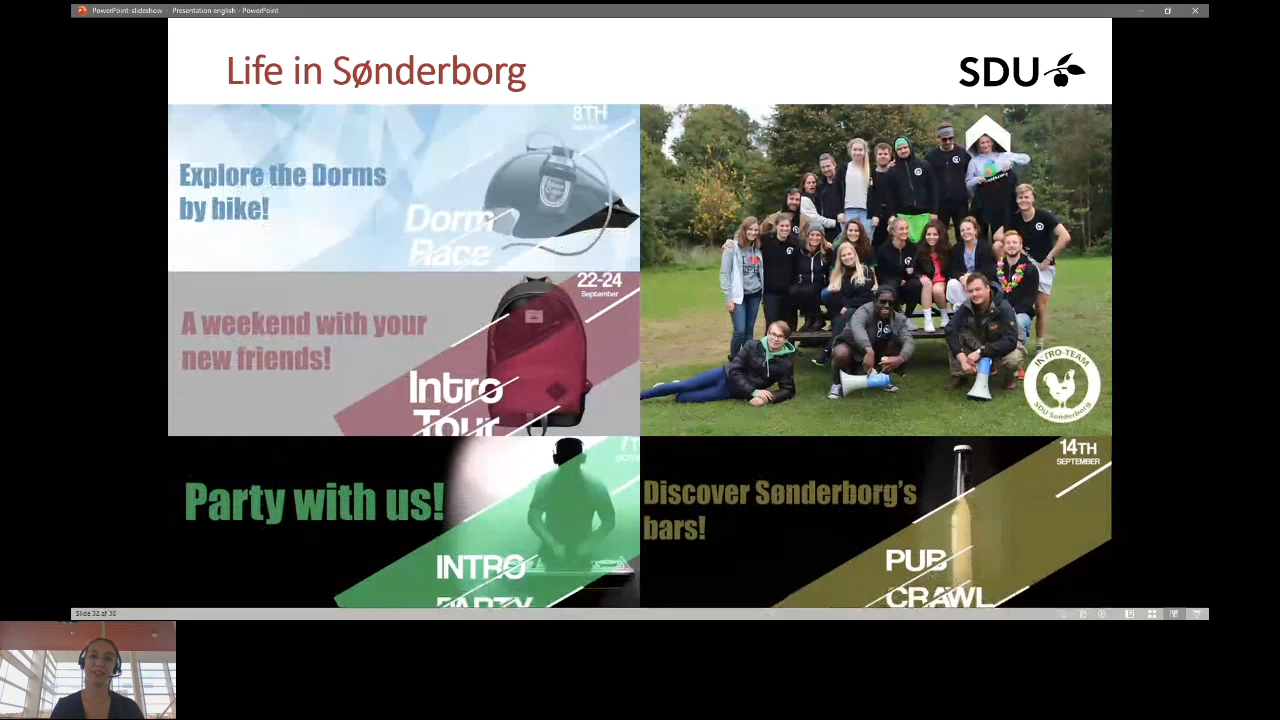 PowerPoint-slideshow - Presentation english - PowerPoint
Life in Sønderborg
SDU
8TH
Explore the Dorms
by bike!
Dorm
Race
22-24
September
A weekend with your
new friends!
Intro
Tour
INTRO-TEAM
SDU Sønderborg
Party with us!
INTRO
PARTY
14TH
SEPTEMBER
Discover Sønderborg's
bars!
PUB
CRAWL